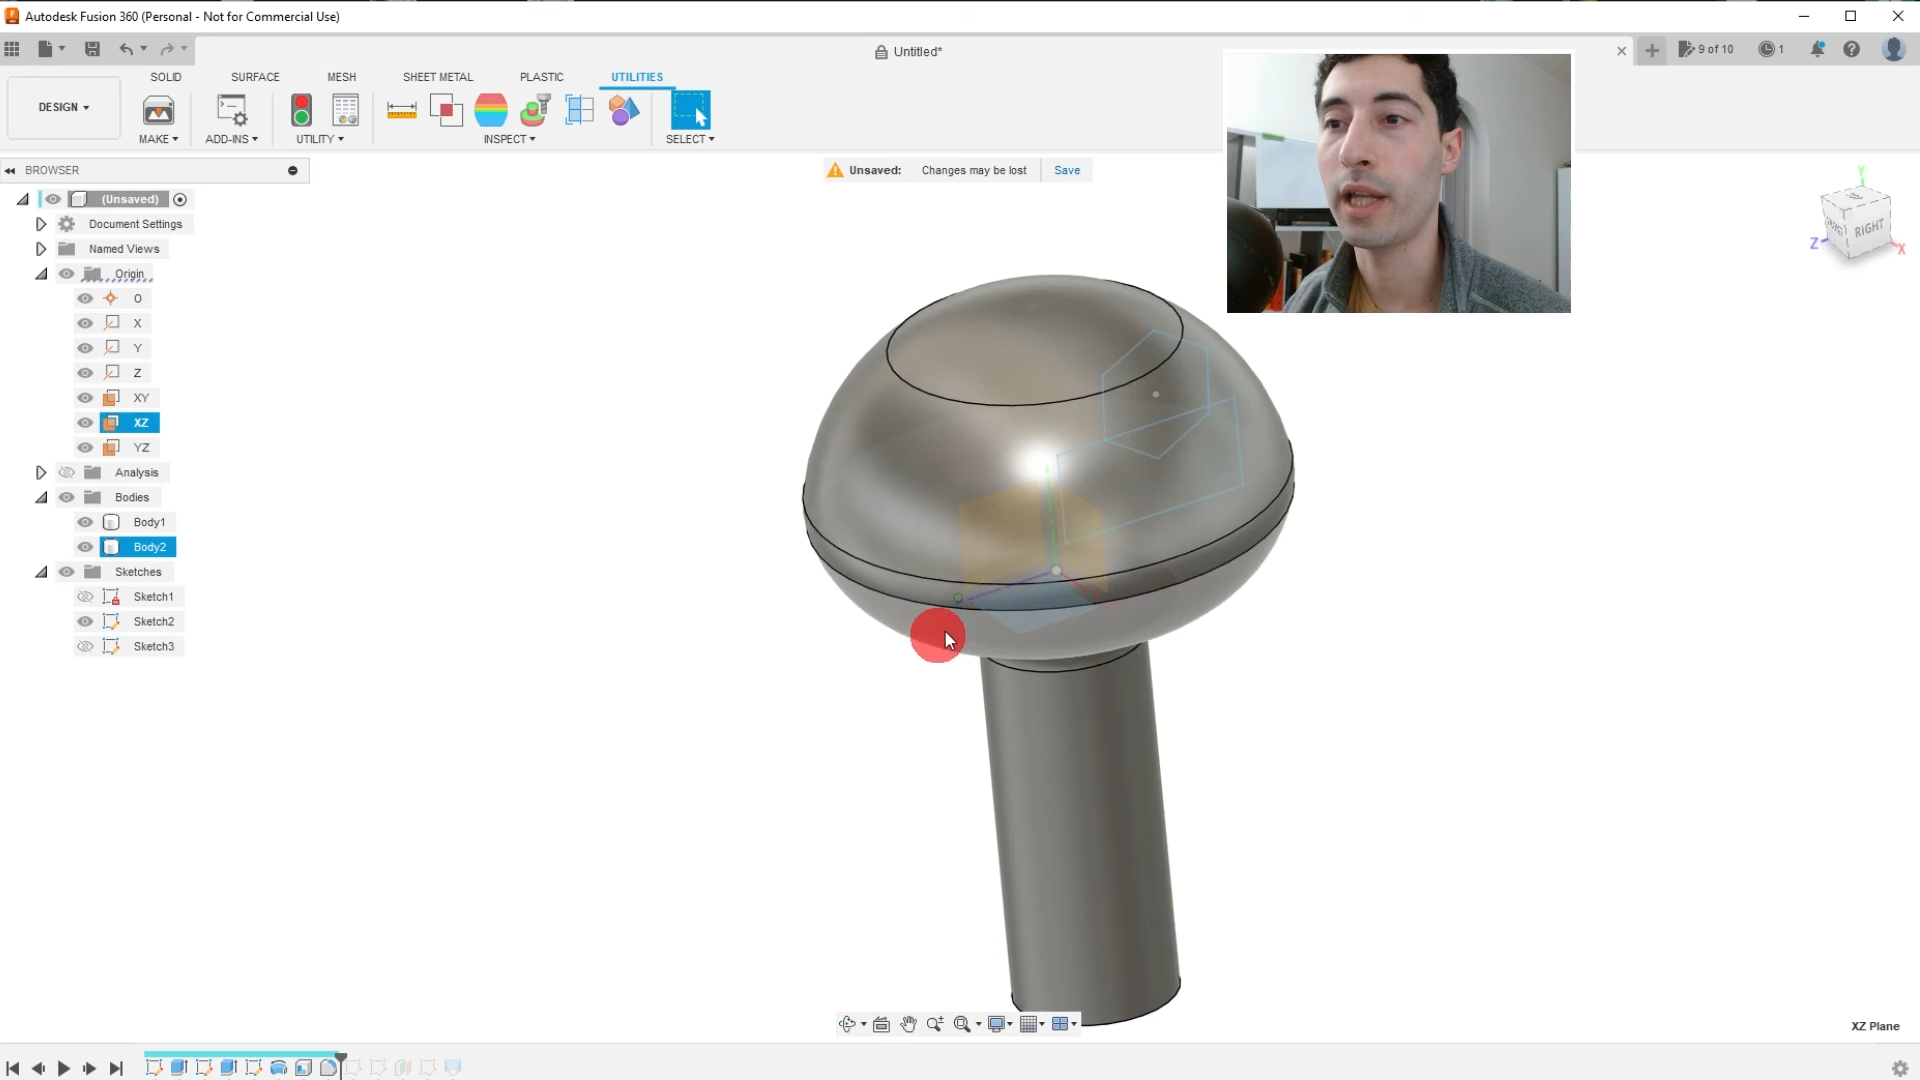 Autodesk Fusion 360 (Personal - Not for Commercial Use)
Untitled*
9 of 10
1
DESIGN
SOLID
SURFACE
MESH
SHEET METAL
PLASTIC
UTILITIES
MAKE
ADD-INS
UTILITY
INSPECT
SELECT
BROWSER
Unsaved: Changes may be lost Save
(Unsaved)
Document Settings
Named Views
Origin
O
X
Y
Z
XY
XZ
YZ
Analysis
Bodies
Body1
Body2
Sketches
Sketch1
Sketch2
Sketch3
Y
RIGHT
Z
X
XZ Plane